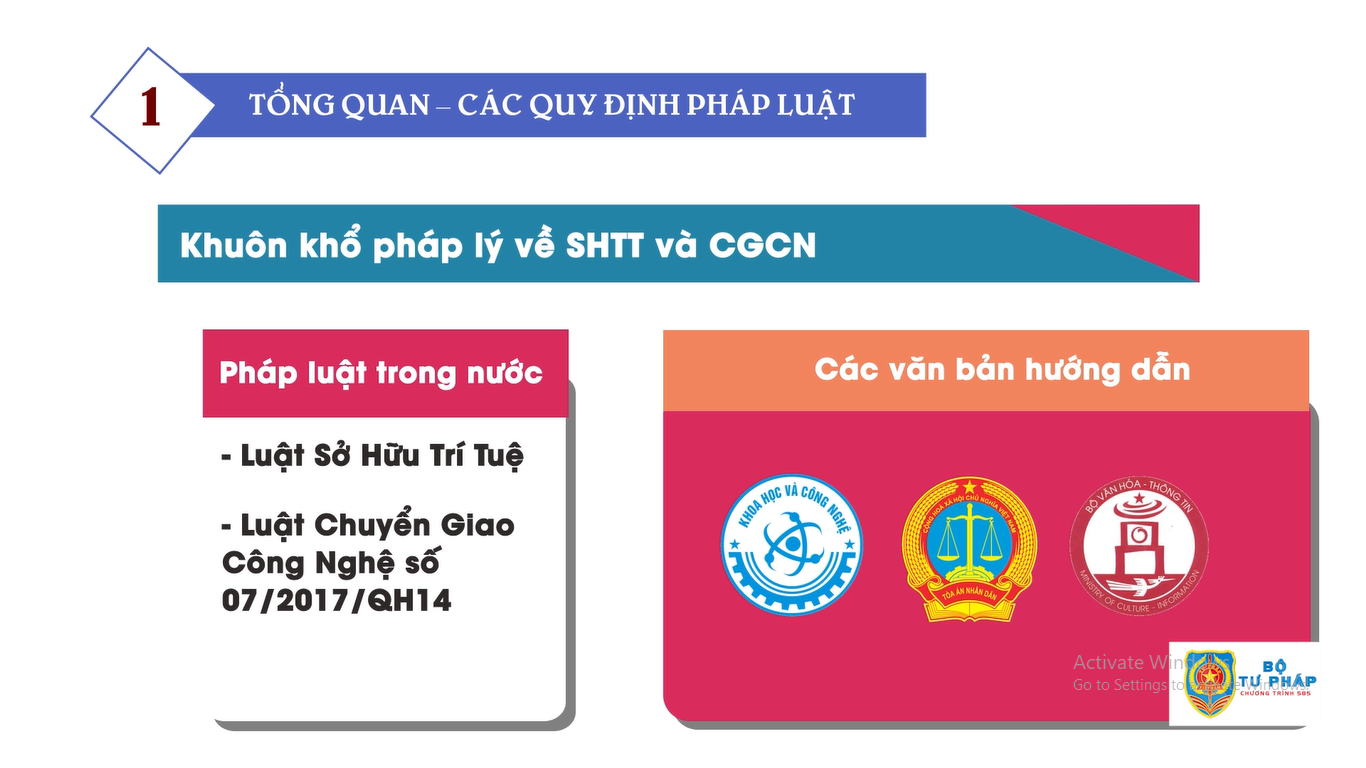 1
TỔNG QUAN – CÁC QUY ĐỊNH PHÁP LUẬT
Khuôn khổ pháp lý về SHTT và CGCN
Pháp luật trong nước
- Luật Sở Hữu Trí Tuệ
- Luật Chuyển Giao
Công Nghệ số
07/2017/QH14
Các văn bản hướng dẫn
KHOA HỌC VÀ CÔNG NGHỆ
CỘNG HOÀ XÃ HỘI CHỦ NGHĨA VIỆT NAM
TÒA ÁN NHÂN DÂN
BỘ VĂN HÓA - THÔNG TIN
MINISTRY OF CULTURE - INFORMATION
Activate Windows
Go to Settings to activate Windows.
BỘ
TƯ PHÁP
CHƯƠNG TRÌNH 585